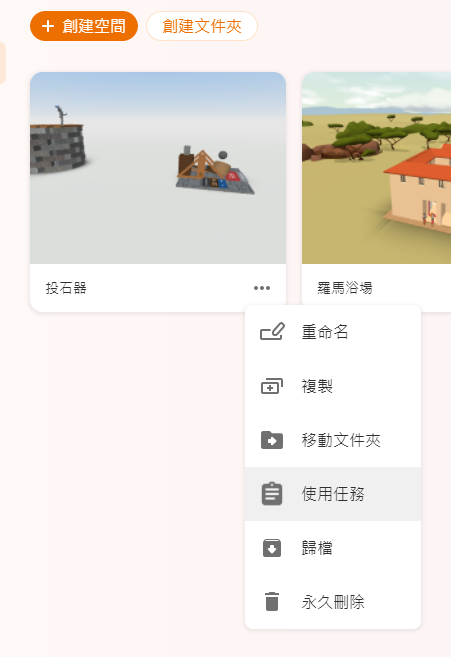 + 創建空間
創建文件夾
投石器
羅馬浴場
重命名
複製
移動文件夾
使用任務
歸檔
永久刪除